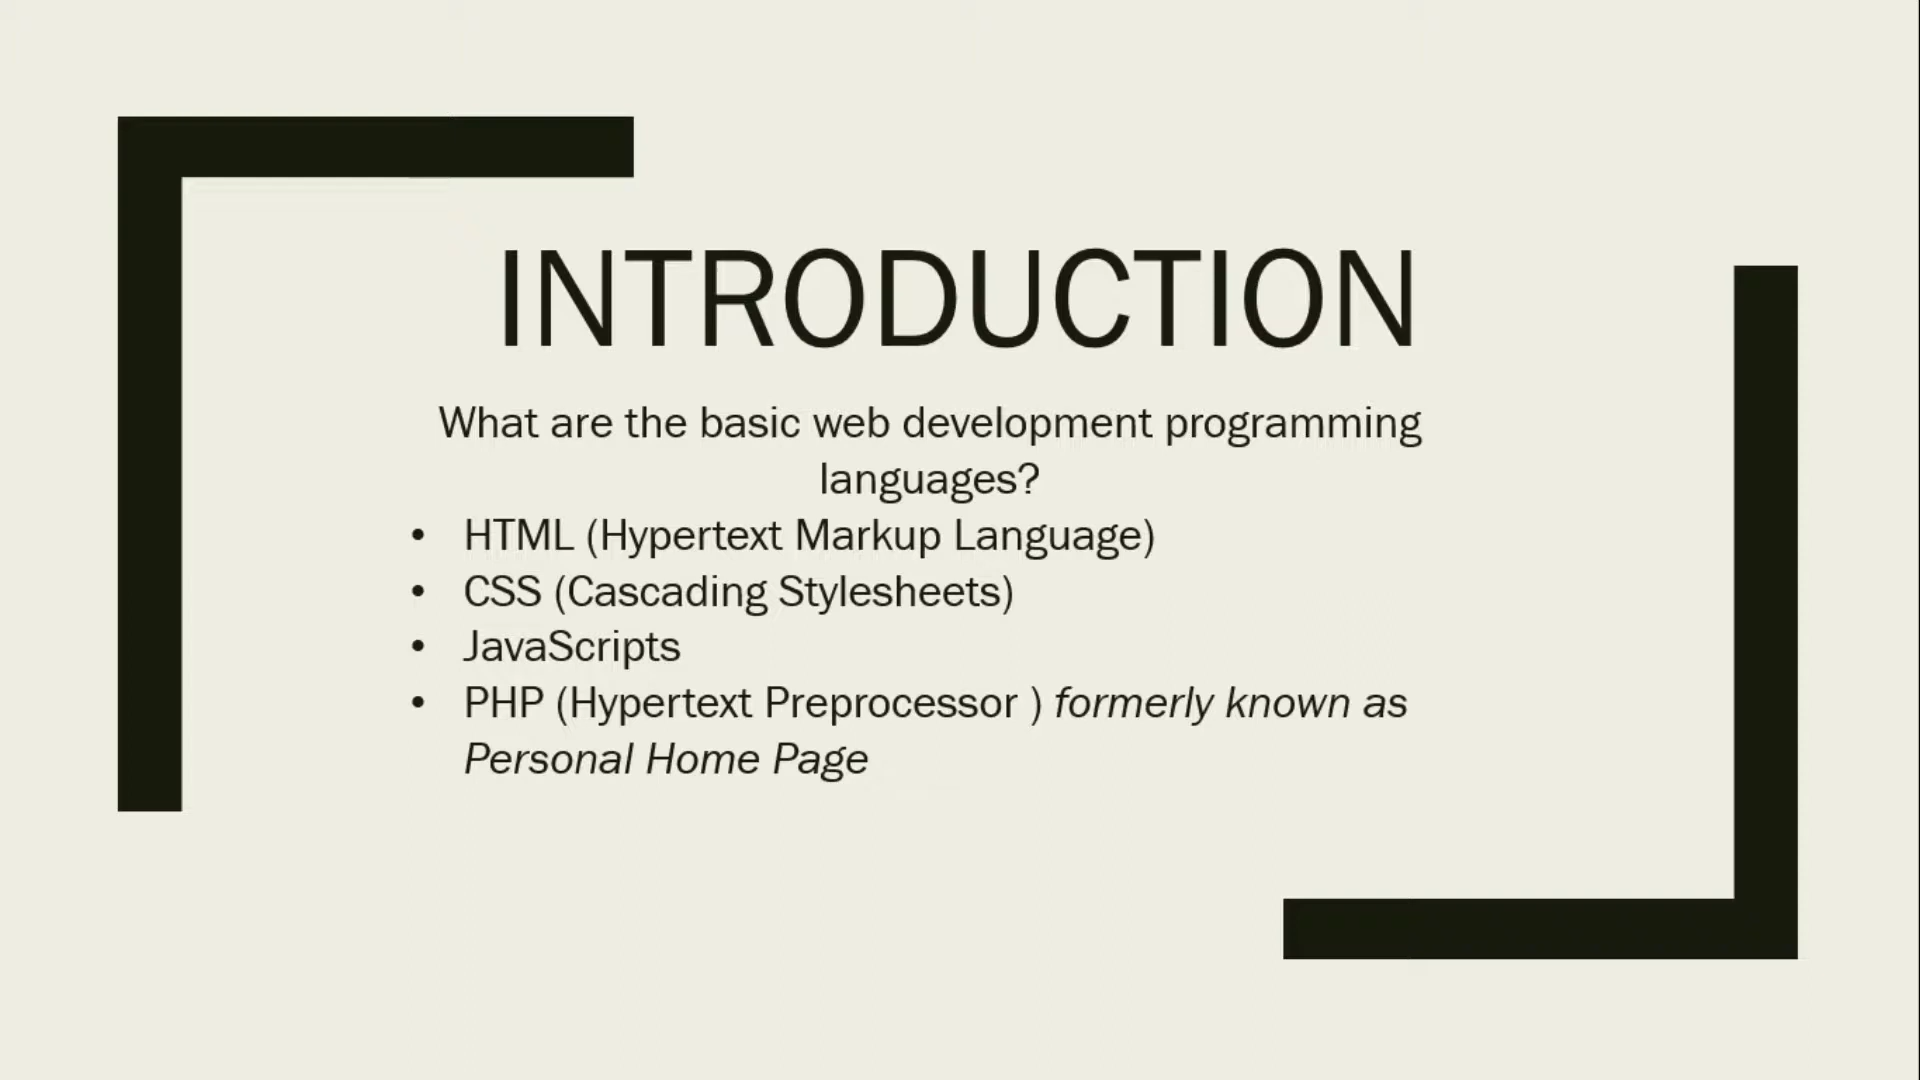 INTRODUCTION
What are the basic web development programming
languages?
• HTML (Hypertext Markup Language)
• CSS (Cascading Stylesheets)
• JavaScripts
• PHP (Hypertext Preprocessor ) formerly known as
Personal Home Page